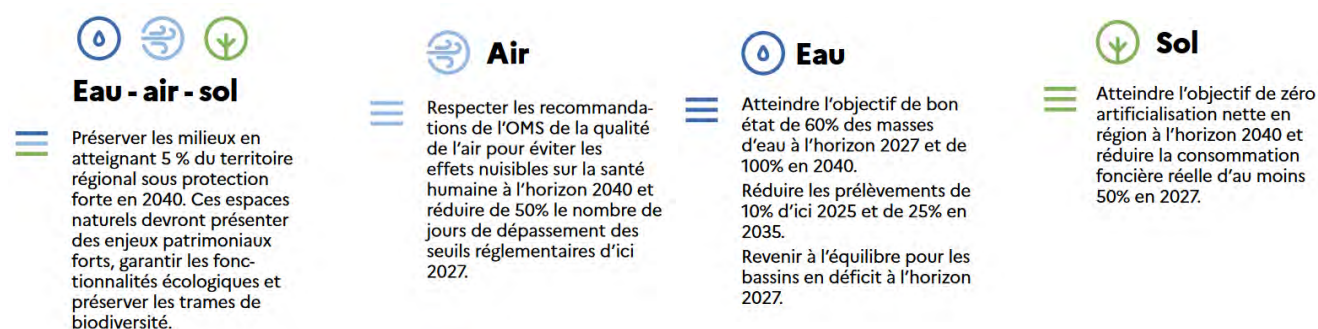 Eau - air - sol
Préserver les milieux en
atteignant 5 % du territoire
régional sous protection
forte en 2040. Ces espaces
naturels devront présenter
des enjeux patrimoniaux
forts, garantir les fonc-
tionnalités écologiques et
préserver les trames de
biodiversité.
Air
Respecter les recommanda-
tions de l'OMS de la qualité
de l'air pour éviter les
effets nuisibles sur la santé
humaine à l'horizon 2040 et
réduire de 50% le nombre de
jours de dépassement des
seuils réglementaires d'ici
2027.
Eau
Atteindre l'objectif de bon
état de 60% des masses
d'eau à l'horizon 2027 et de
100% en 2040.
Réduire les prélèvements de
10% d'ici 2025 et de 25% en
2035.
Revenir à l'équilibre pour les
bassins en déficit à l'horizon
2027.
Sol
Atteindre l'objectif de zéro
artificialisation nette en
région à l'horizon 2040 et
réduire la consommation
foncière réelle d'au moins
50% en 2027.